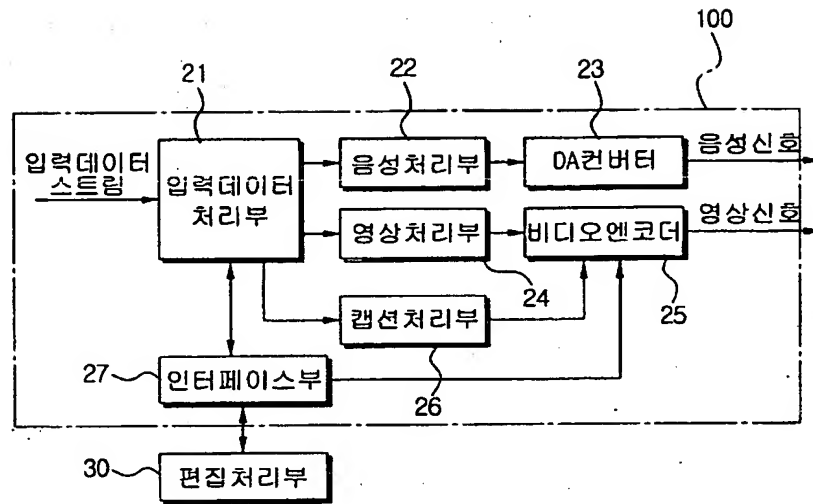 100
21
22
23
입력데이터
스트림
입력데이터
처리부
음성처리부
DA컨버터
음성신호
영상처리부
비디오엔코더
영상신호
24
25
캡션처리부
26
27
인터페이스부
30
편집처리부